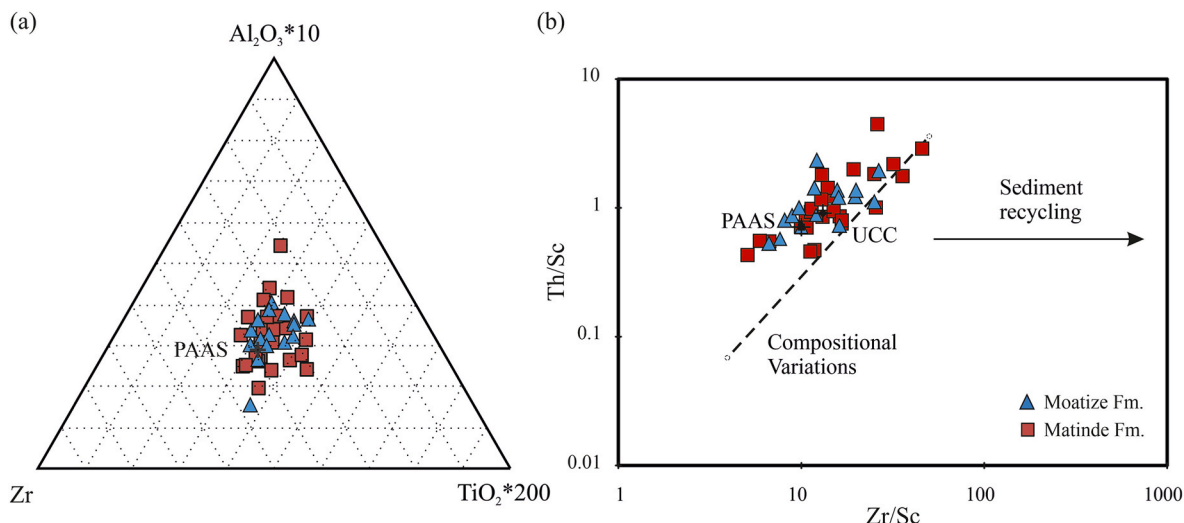 (a)
Al₂O₃*10
PAAS
Zr
TiO₂*200
(b)
10
1
0.1
0.01
Th/Sc
PAAS
UCC
Sediment
recycling
Compositional
Variations
Moatize Fm.
Matinde Fm.
1
10
100
1000
Zr/Sc